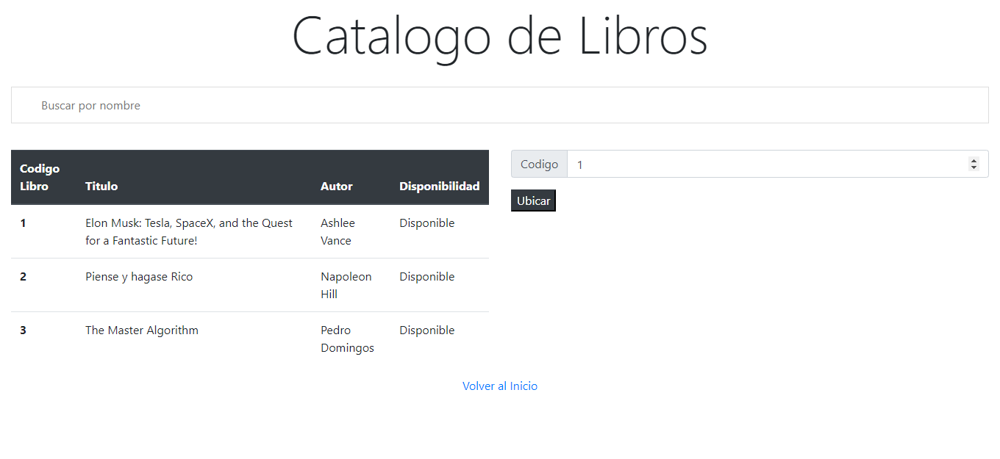 Catalogo de Libros
Buscar por nombre
Codigo
Libro Titulo Autor Disponibilidad
1 Elon Musk: Tesla, SpaceX, and the Quest Ashlee Disponible
for a Fantastic Future! Vance
2 Piense y hagase Rico Napoleon Disponible
Hill
3 The Master Algorithm Pedro Disponible
Domingos
Codigo 1
Ubicar
Volver al Inicio